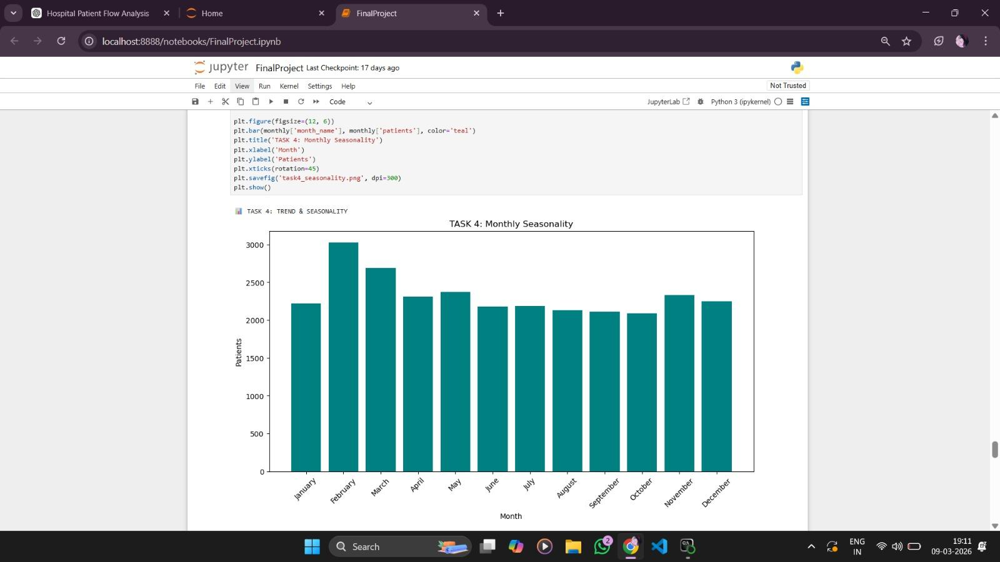 Hospital Patient Flow Analysis
Home
FinalProject
localhost:8888/notebooks/FinalProject.ipynb
jupyter FinalProject Last Checkpoint: 17 days ago
File Edit View Run Kernel Settings Help
Not Trusted
Code
JupyterLab
Python 3 (ipykernel)
plt.figure(figsize=(12, 6))
plt.bar(monthly['month_name'], monthly['patients'], color='teal')
plt.title('TASK 4: Monthly Seasonality')
plt.xlabel('Month')
plt.ylabel('Patients')
plt.xticks(rotation=45)
plt.savefig('task4_seasonality.png', dpi=300)
plt.show()
TASK 4: TREND & SEASONALITY
TASK 4: Monthly Seasonality
3000
2500
2000
1500
1000
500
0
Patients
January
February
March
April
May
June
July
August
September
October
November
December
Month
Search
2
ENG
IN
19:11
09-03-2026